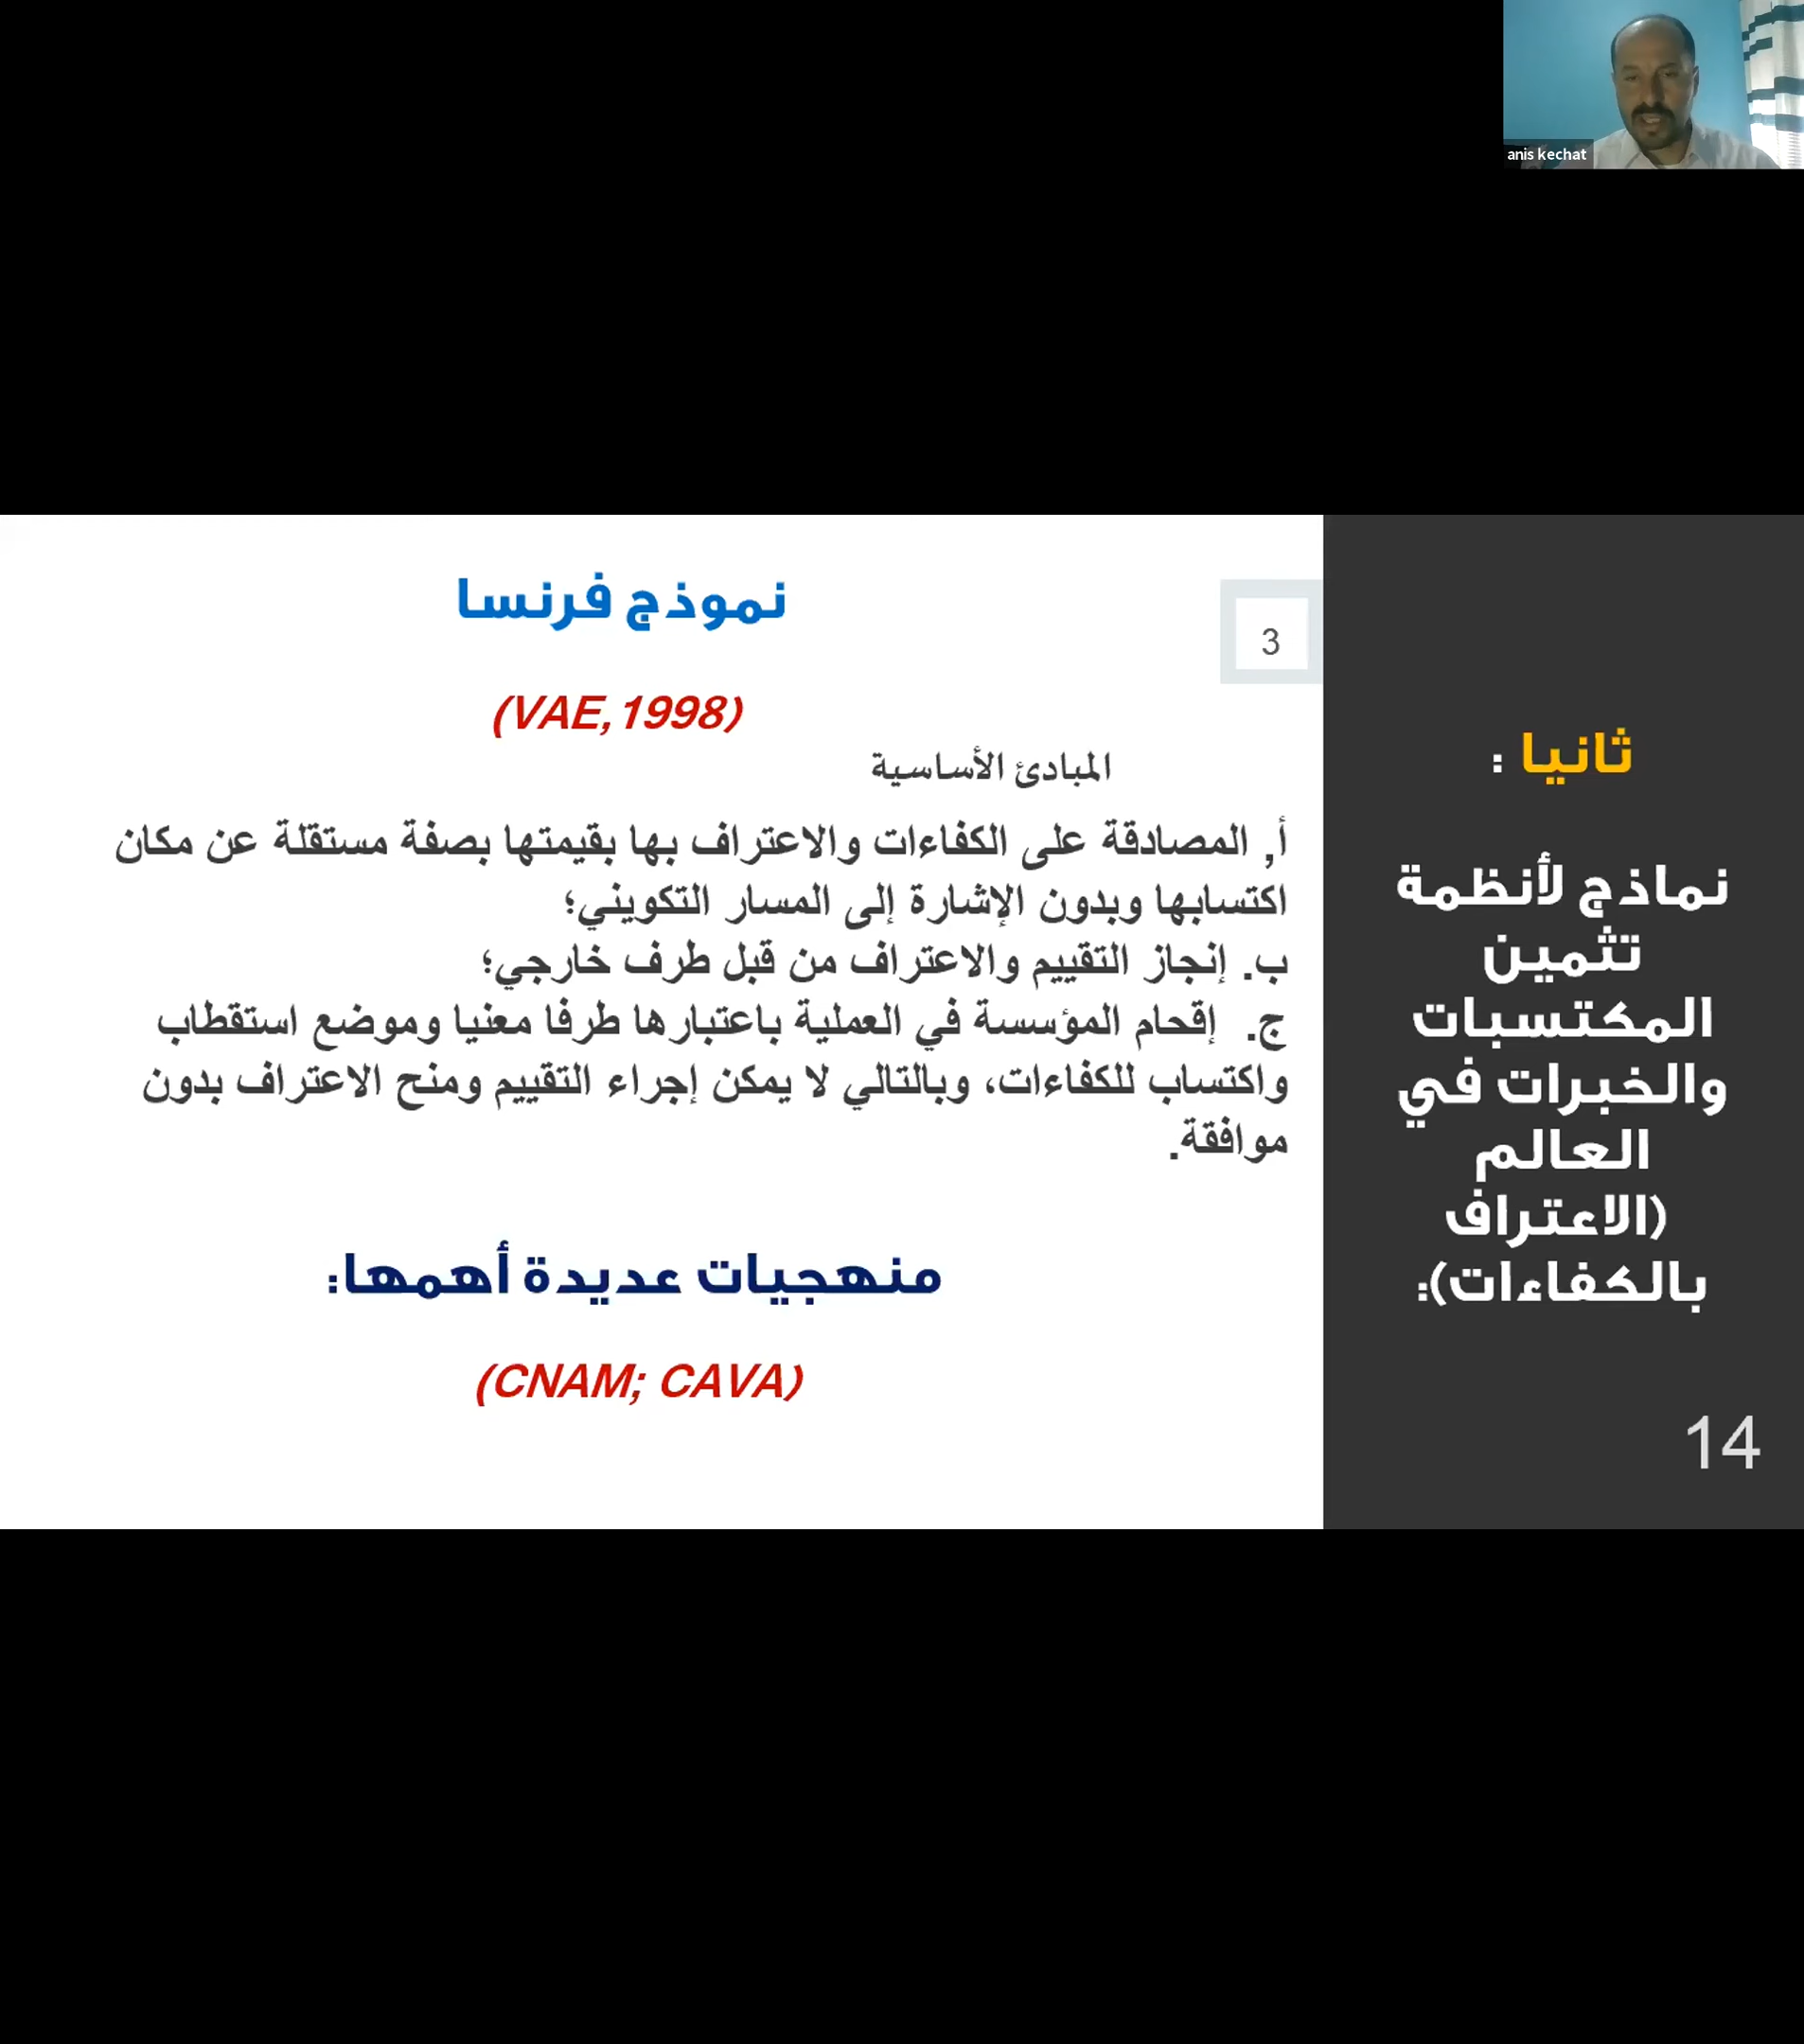 anis kechat
ثانيا :
نماذج لأنظمة
تثمين
المكتسبات
والخبرات في
العالم
(الاعتراف
بالكفاءات):
14
3
نموذج فرنسا
(VAE,1998)
المبادئ الأساسية
أ, المصادقة على الكفاءات والاعتراف بها بقيمتها بصفة مستقلة عن مكان
اكتسابها وبدون الإشارة إلى المسار التكويني؛
ب. إنجاز التقييم والاعتراف من قبل طرف خارجي؛
ج. إقحام المؤسسة في العملية باعتبارها طرفا معنيا وموضع استقطاب
واكتساب للكفاءات، وبالتالي لا يمكن إجراء التقييم ومنح الاعتراف بدون
موافقة.
منهجيات عديدة أهمها:
(CNAM; CAVA)